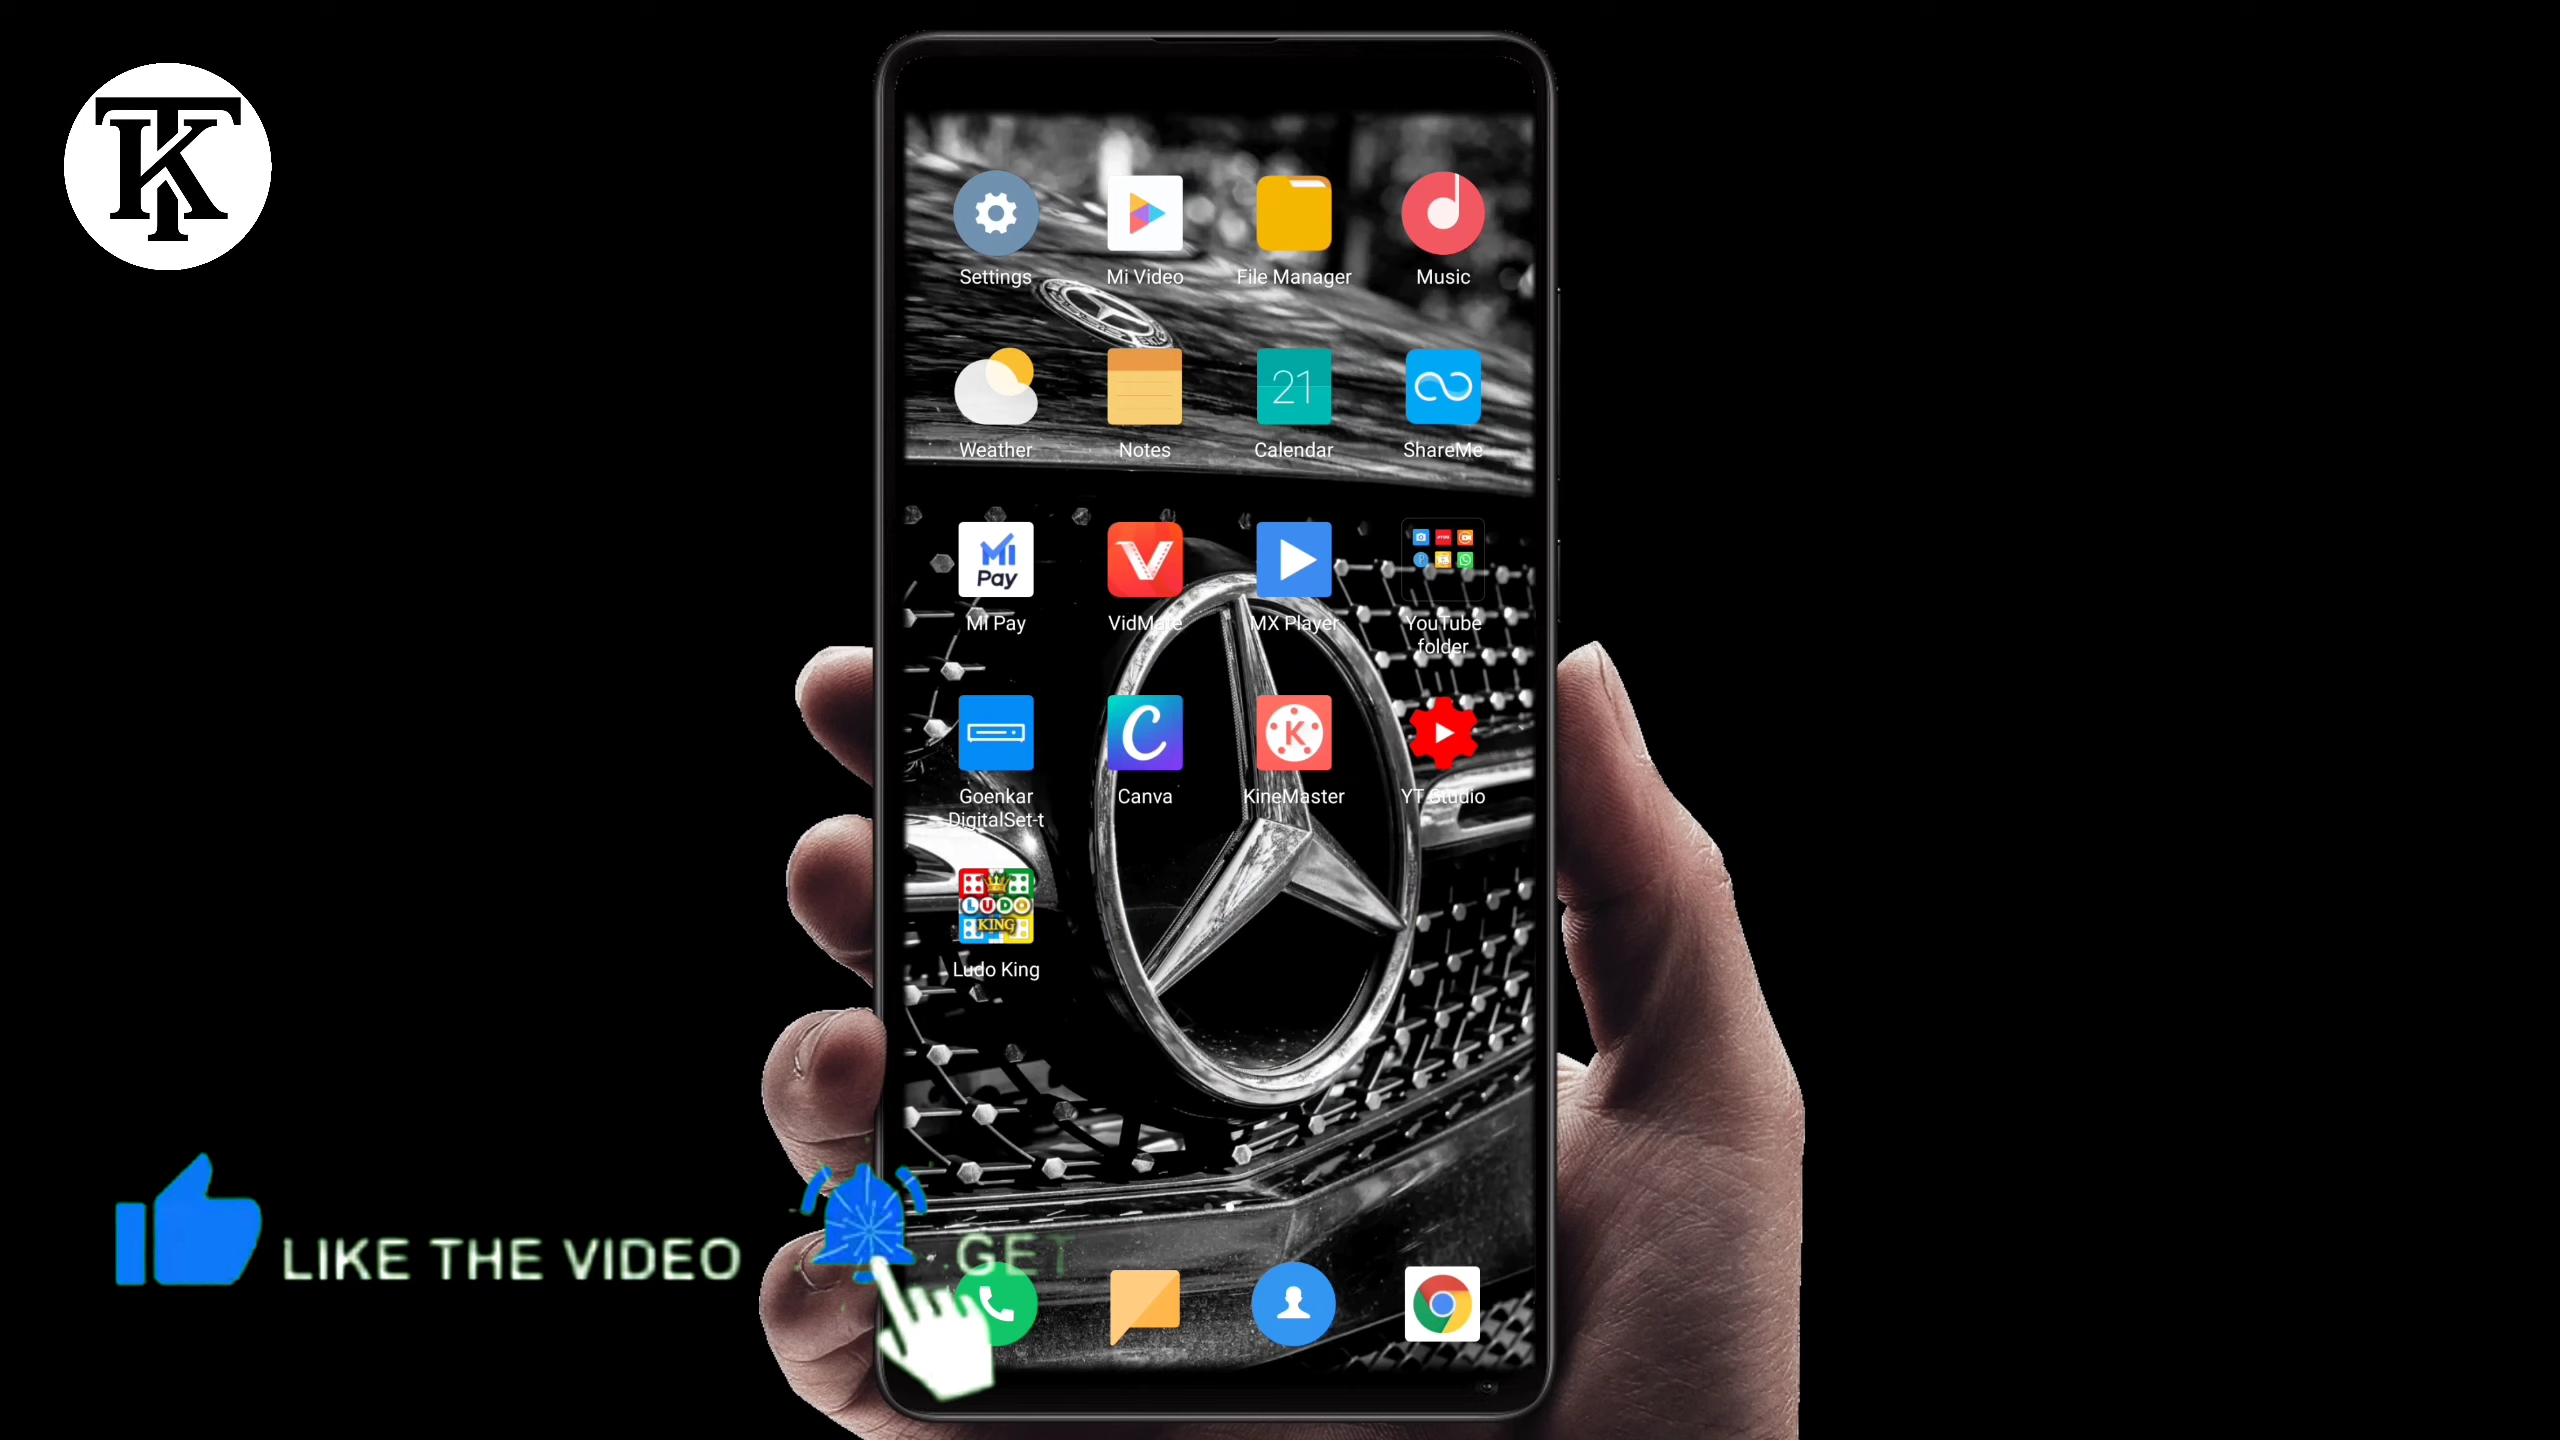 TK
Settings
Mi Video
File Manager
Music
21
Weather
Notes
Calendar
ShareMe
Mi
Pay
Mi Pay
VidMate
MX Player
YouTube
folder
C
K
Goenkar
DigitalSet-t
Canva
KineMaster
YT Studio
LUDO
KING
Ludo King
LIKE THE VIDEO
GET